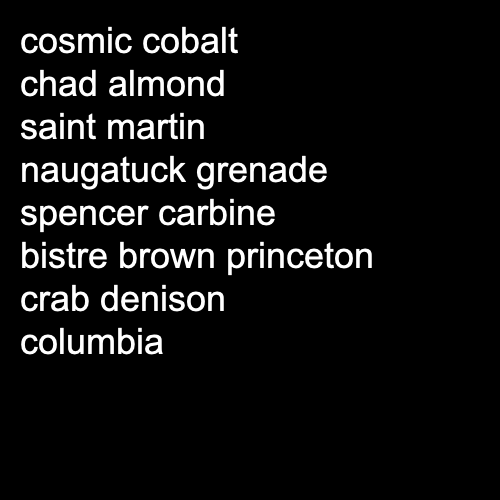 cosmic cobalt
chad almond
saint martin
naugatuck grenade
spencer carbine
bistre brown princeton
crab denison
columbia